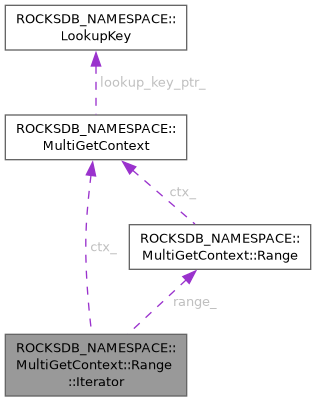 ROCKSDB_NAMESPACE::
LookupKey
lookup_key_ptr_
ROCKSDB_NAMESPACE::
MultiGetContext
ctx_
ROCKSDB_NAMESPACE::
MultiGetContext::Range
ctx_
range_
ROCKSDB_NAMESPACE::
MultiGetContext::Range
::Iterator